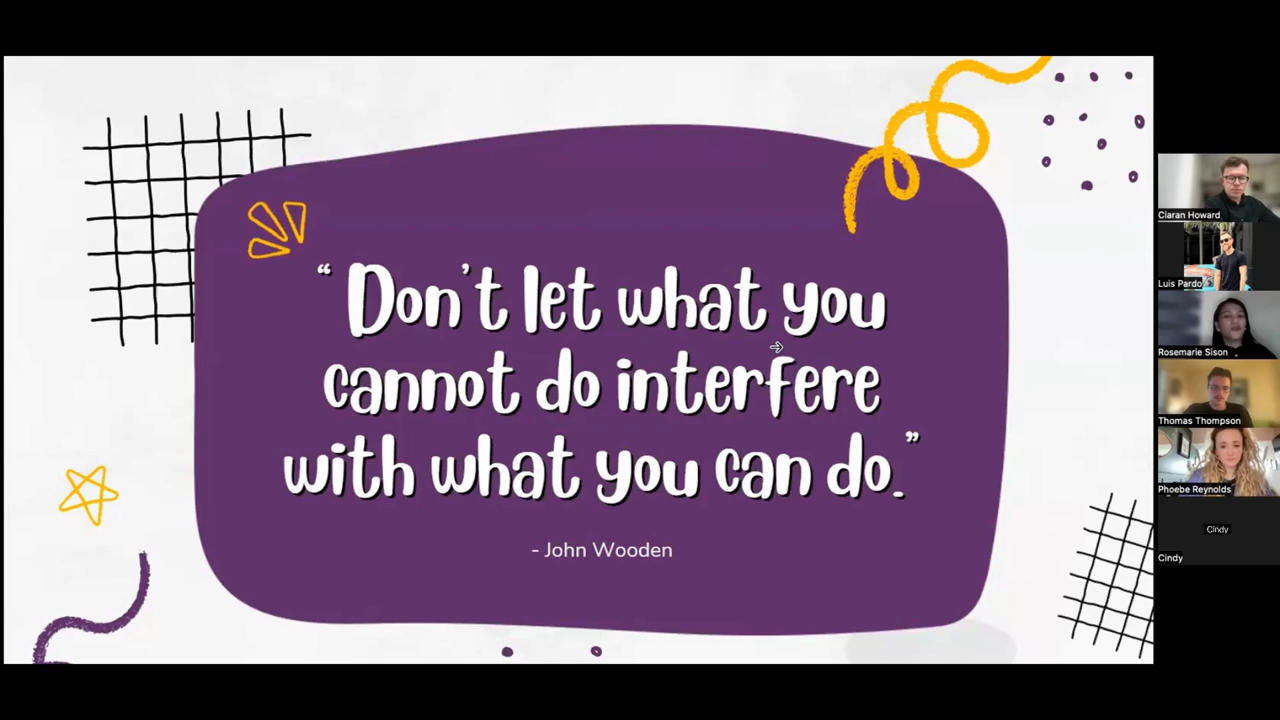 “ Don't let what you
cannot do interfere
with what you can do.”
- John Wooden
Ciaran Howard
Luis Pardo
Rosemarie Sison
Thomas Thompson
Phoebe Reynolds
Cindy
Cindy